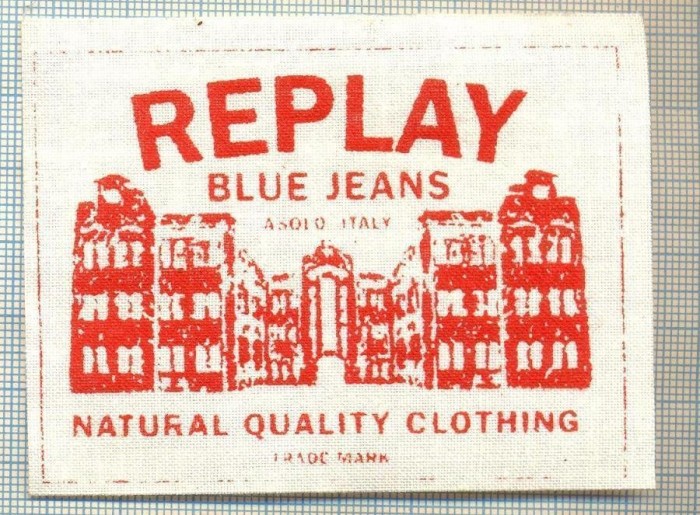 REPLAY
BLUE JEANS
ASOLO ITALY
NATURAL QUALITY CLOTHING
TRADE MARK